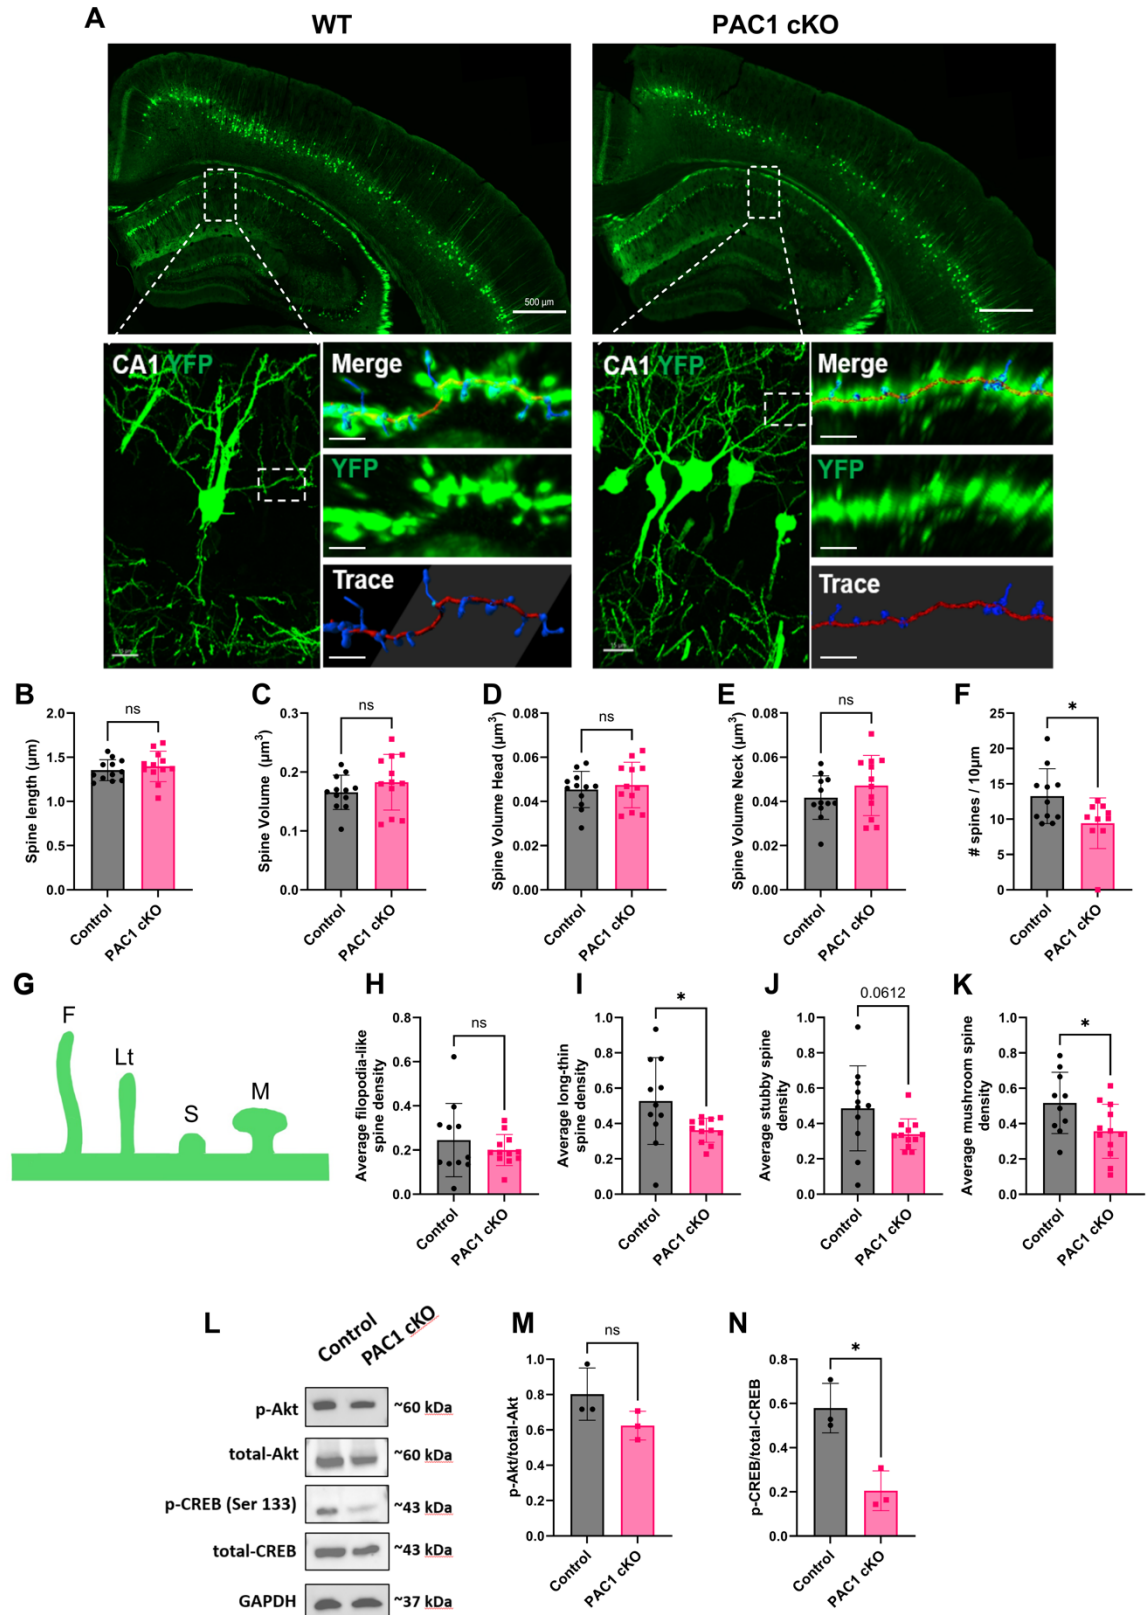 A
WT
PAC1 cKO
500 µm
CA1 YFP
Merge
YFP
Trace
CA1 YFP
Merge
YFP
Trace
B
ns
Spine length (µm)
2.0
1.5
1.0
0.5
0.0
Control
PAC1 cKO
C
ns
Spine Volume (µm³)
0.3
0.2
0.1
0.0
Control
PAC1 cKO
D
ns
Spine Volume Head (µm³)
0.08
0.06
0.04
0.02
0.00
Control
PAC1 cKO
E
ns
Spine Volume Neck (µm³)
0.08
0.06
0.04
0.02
0.00
Control
PAC1 cKO
F
*
# spines / 10µm
25
20
15
10
5
0
Control
PAC1 cKO
G
F
Lt
S
M
H
ns
Average filopodia-like
spine density
0.8
0.6
0.4
0.2
0.0
Control
PAC1 cKO
I
*
Average long-thin
spine density
1.0
0.8
0.6
0.4
0.2
0.0
Control
PAC1 cKO
J
0.0612
Average stubby spine
density
1.0
0.8
0.6
0.4
0.2
0.0
Control
PAC1 cKO
K
*
Average mushroom spine
density
1.0
0.8
0.6
0.4
0.2
0.0
Control
PAC1 cKO
L
Control
PAC1 cKO
p-Akt
~60 kDa
total-Akt
~60 kDa
p-CREB (Ser 133)
~43 kDa
total-CREB
~43 kDa
GAPDH
~37 kDa
M
ns
p-Akt/total-Akt
1.0
0.8
0.6
0.4
0.2
0.0
Control
PAC1 cKO
N
*
p-CREB/total-CREB
0.8
0.6
0.4
0.2
0.0
Control
PAC1 cKO